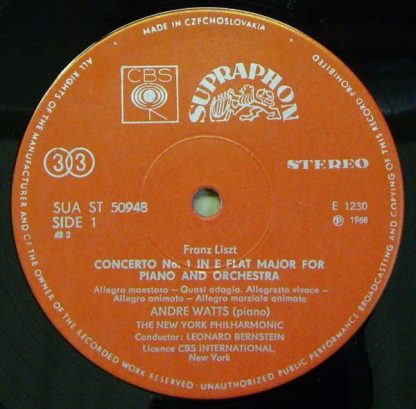 MADE IN CZECHOSLOVAKIA
ALL RIGHTS OF THE MANUFACTURER AND OF THE OWNER OF THE RECORDED WORK RESERVED · UNAUTHORIZED PUBLIC PERFORMANCE BROADCASTING AND COPYING OF THIS RECORD PROHIBITED
CBS
SUPRAPHON
33
STEREO
SUA ST 50948
E 1230
SIDE 1
℗ 1968
68 2
Franz Liszt
CONCERTO No. 1 IN E FLAT MAJOR FOR
PIANO AND ORCHESTRA
Allegro maestoso — Quasi adagio. Allegretto vivace —
Allegro animato — Allegro marziale animato
ANDRE WATTS (piano)
THE NEW YORK PHILHARMONIC
Conductor: LEONARD BERNSTEIN
Licence CBS INTERNATIONAL,
New York